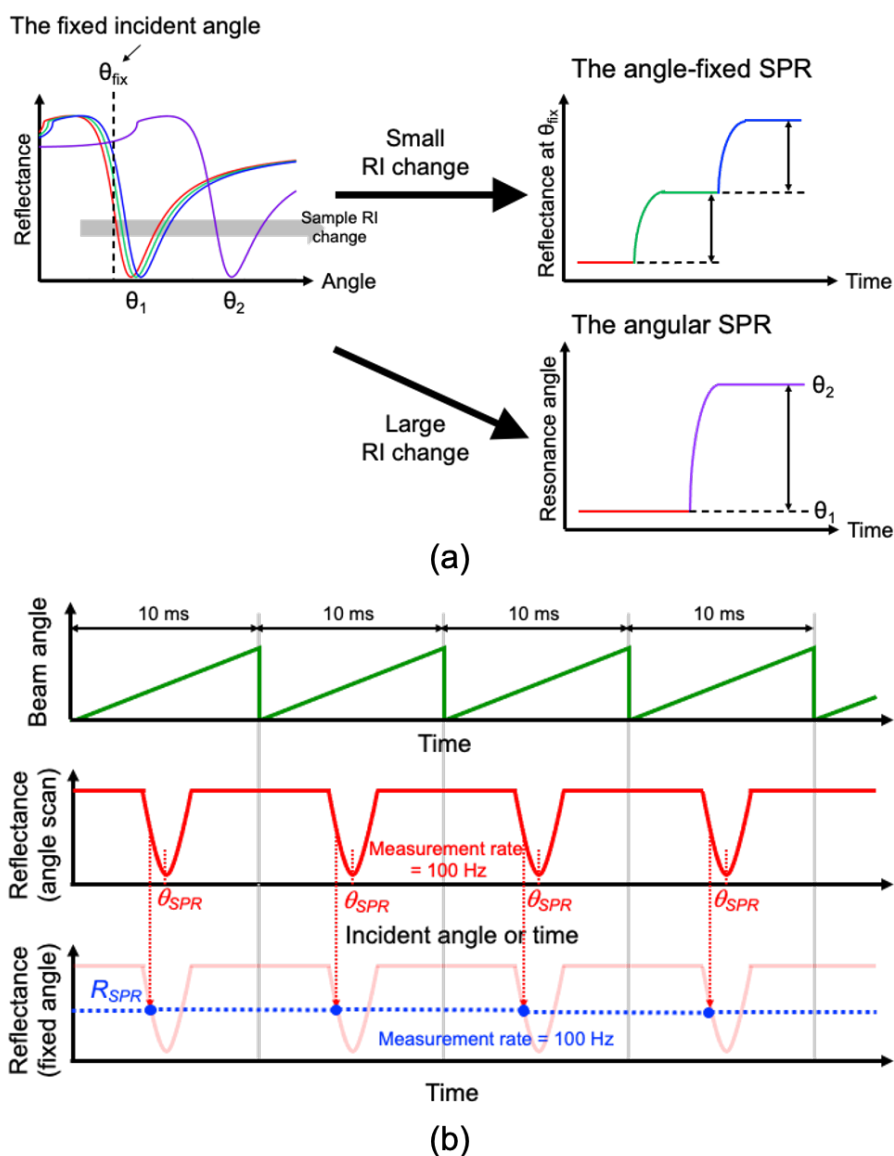 The fixed incident angle
θfix
Reflectance
Sample RI
change
Angle
θ1
θ2
Small
RI change
The angle-fixed SPR
Reflectance at θfix
Time
Large
RI change
The angular SPR
Resonance angle
θ2
θ1
Time
(a)
10 ms
10 ms
10 ms
10 ms
Beam angle
Time
Reflectance
(angle scan)
Measurement rate
= 100 Hz
θSPR
θSPR
θSPR
θSPR
Incident angle or time
Reflectance
(fixed angle)
RSPR
Measurement rate = 100 Hz
Time
(b)